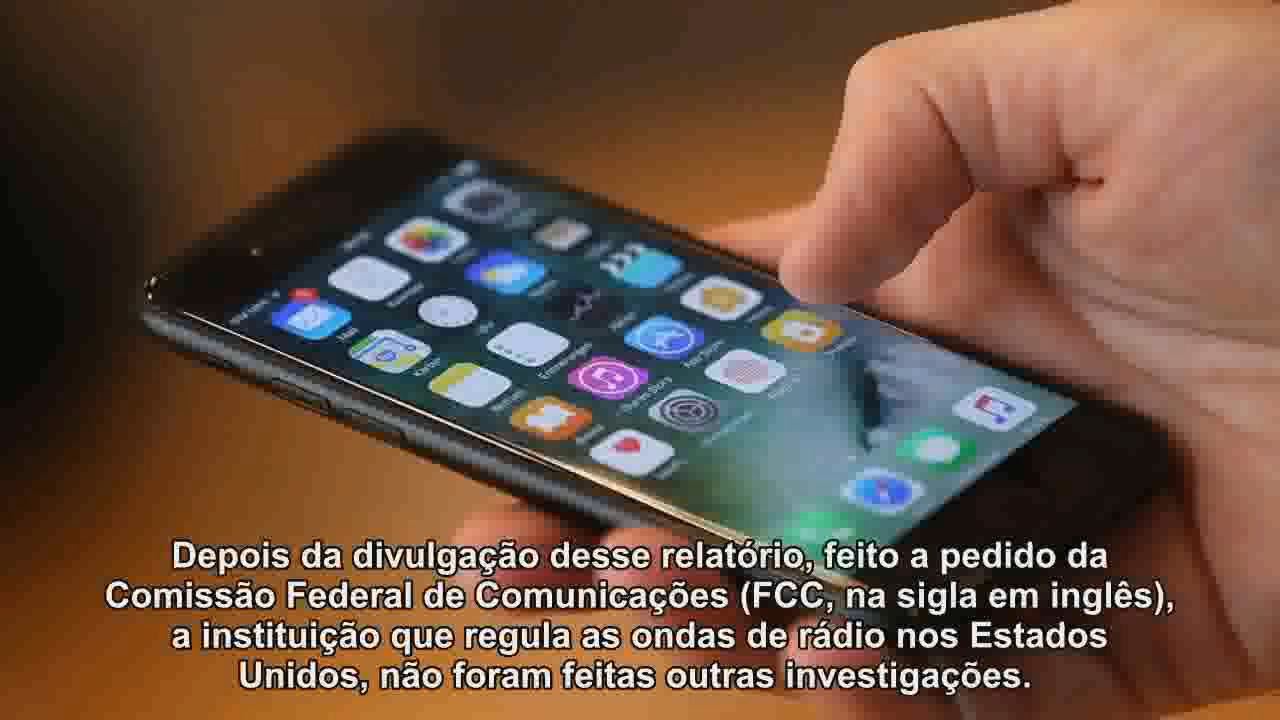 Depois da divulgação desse relatório, feito a pedido da
Comissão Federal de Comunicações (FCC, na sigla em inglês),
a instituição que regula as ondas de rádio nos Estados
Unidos, não foram feitas outras investigações.